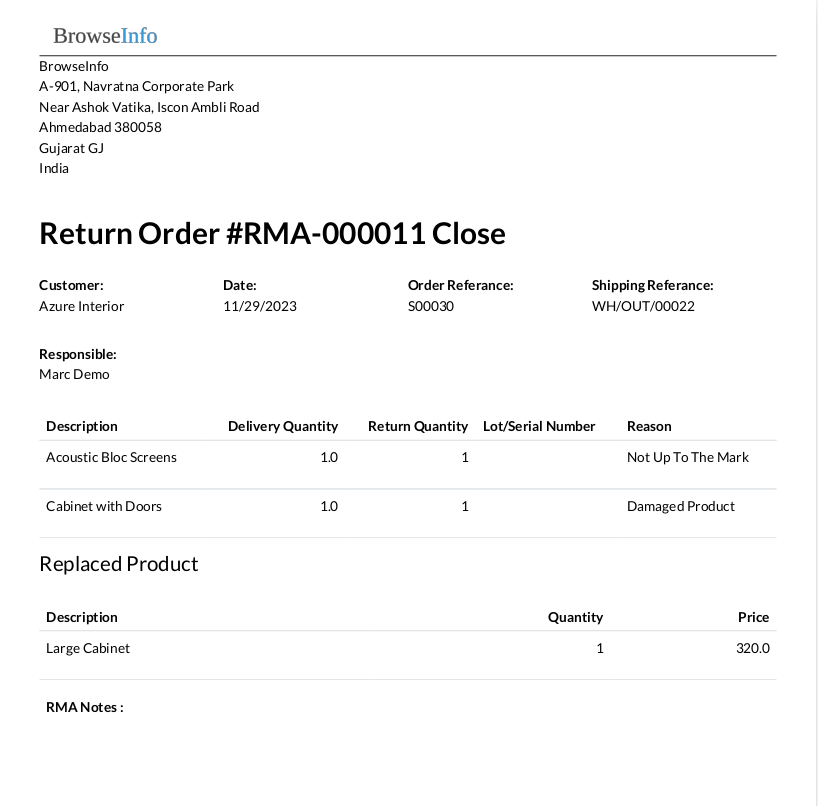 BrowseInfo
BrowseInfo
A-901, Navratna Corporate Park
Near Ashok Vatika, Iscon Ambli Road
Ahmedabad 380058
Gujarat GJ
India
Return Order #RMA-000011 Close
Customer: Date: Order Referance: Shipping Referance:
Azure Interior 11/29/2023 S00030 WH/OUT/00022
Responsible:
Marc Demo
Description Delivery Quantity Return Quantity Lot/Serial Number Reason
Acoustic Bloc Screens 1.0 1 Not Up To The Mark
Cabinet with Doors 1.0 1 Damaged Product
Replaced Product
Description Quantity Price
Large Cabinet 1 320.0
RMA Notes :